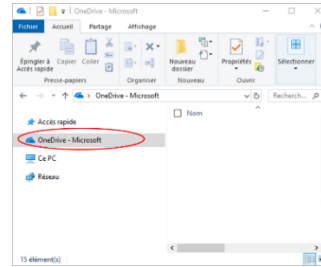 OneDrive - Microsoft
Fichier Accueil Partage Affichage
Épingler à Accès rapide Copier Coller
Nouveau dossier
Propriétés
Sélectionner
Presse-papiers Organiser Nouveau Ouvrir
OneDrive - Microsoft
Recherch...
Nom
Accès rapide
OneDrive - Microsoft
Ce PC
Réseau
15 élément(s)